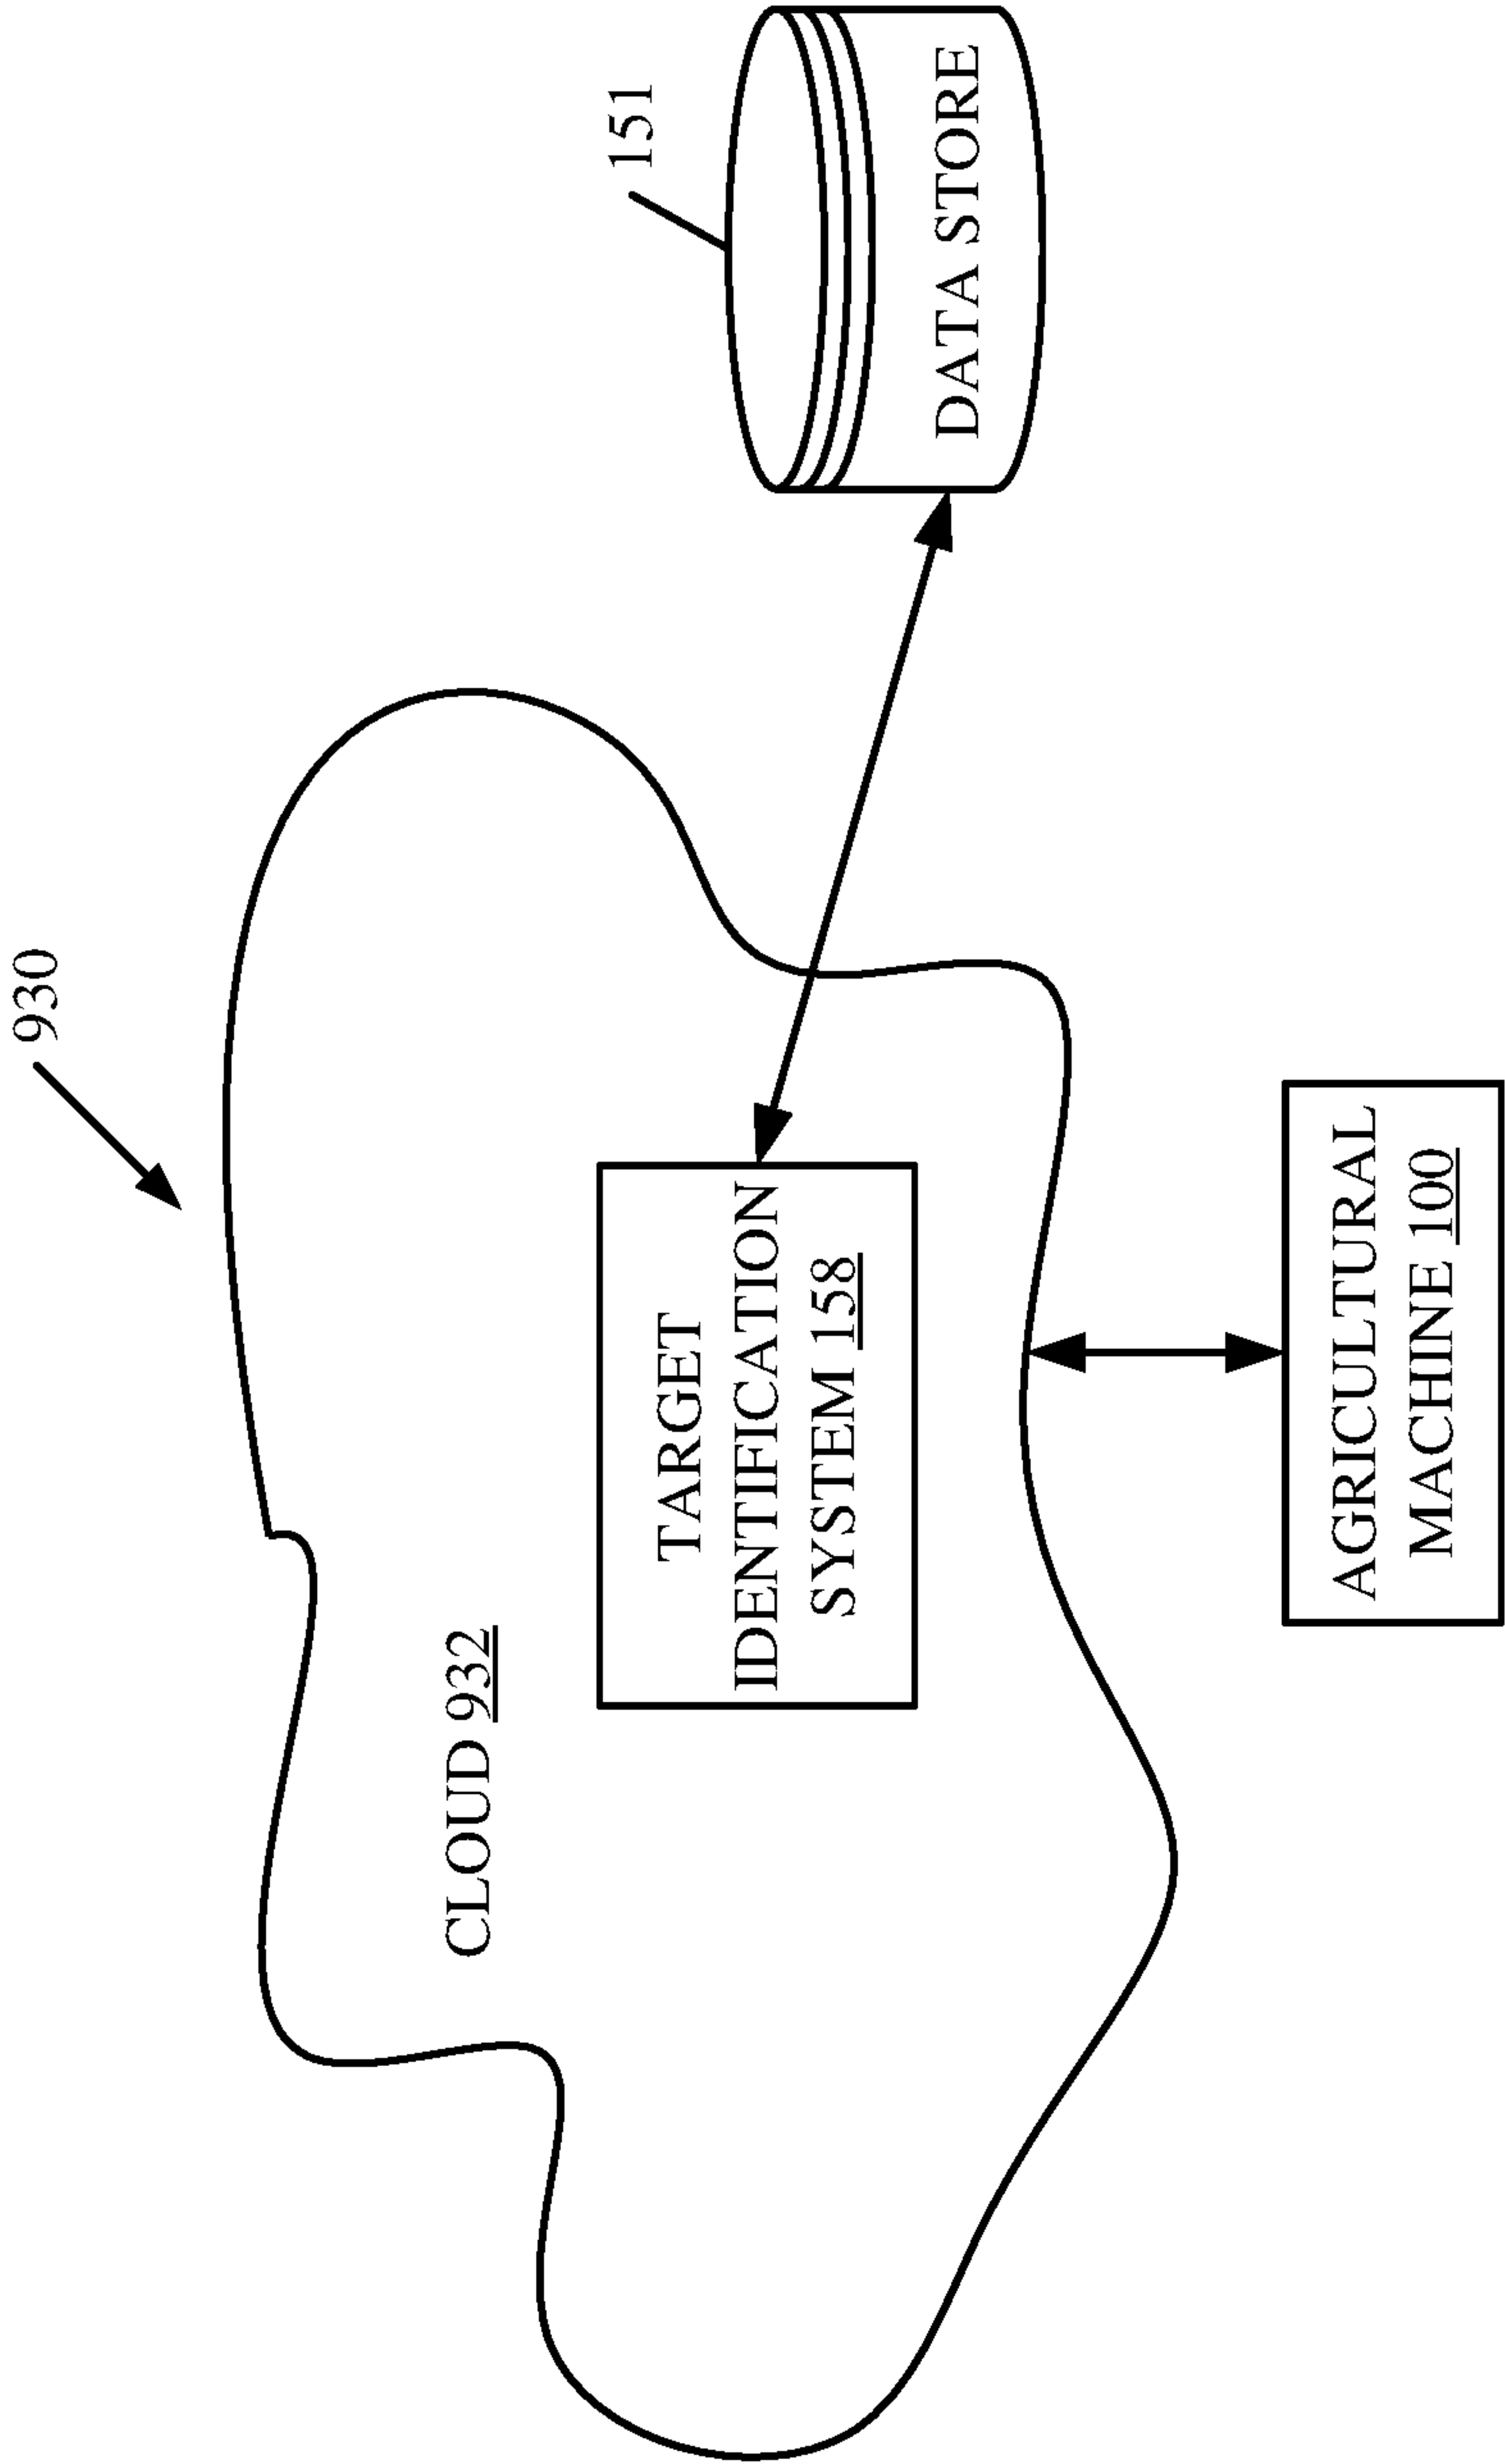 930
CLOUD 932
151
TARGET
IDENTIFICATION
SYSTEM 158
DATA STORE
AGRICULTURAL
MACHINE 100